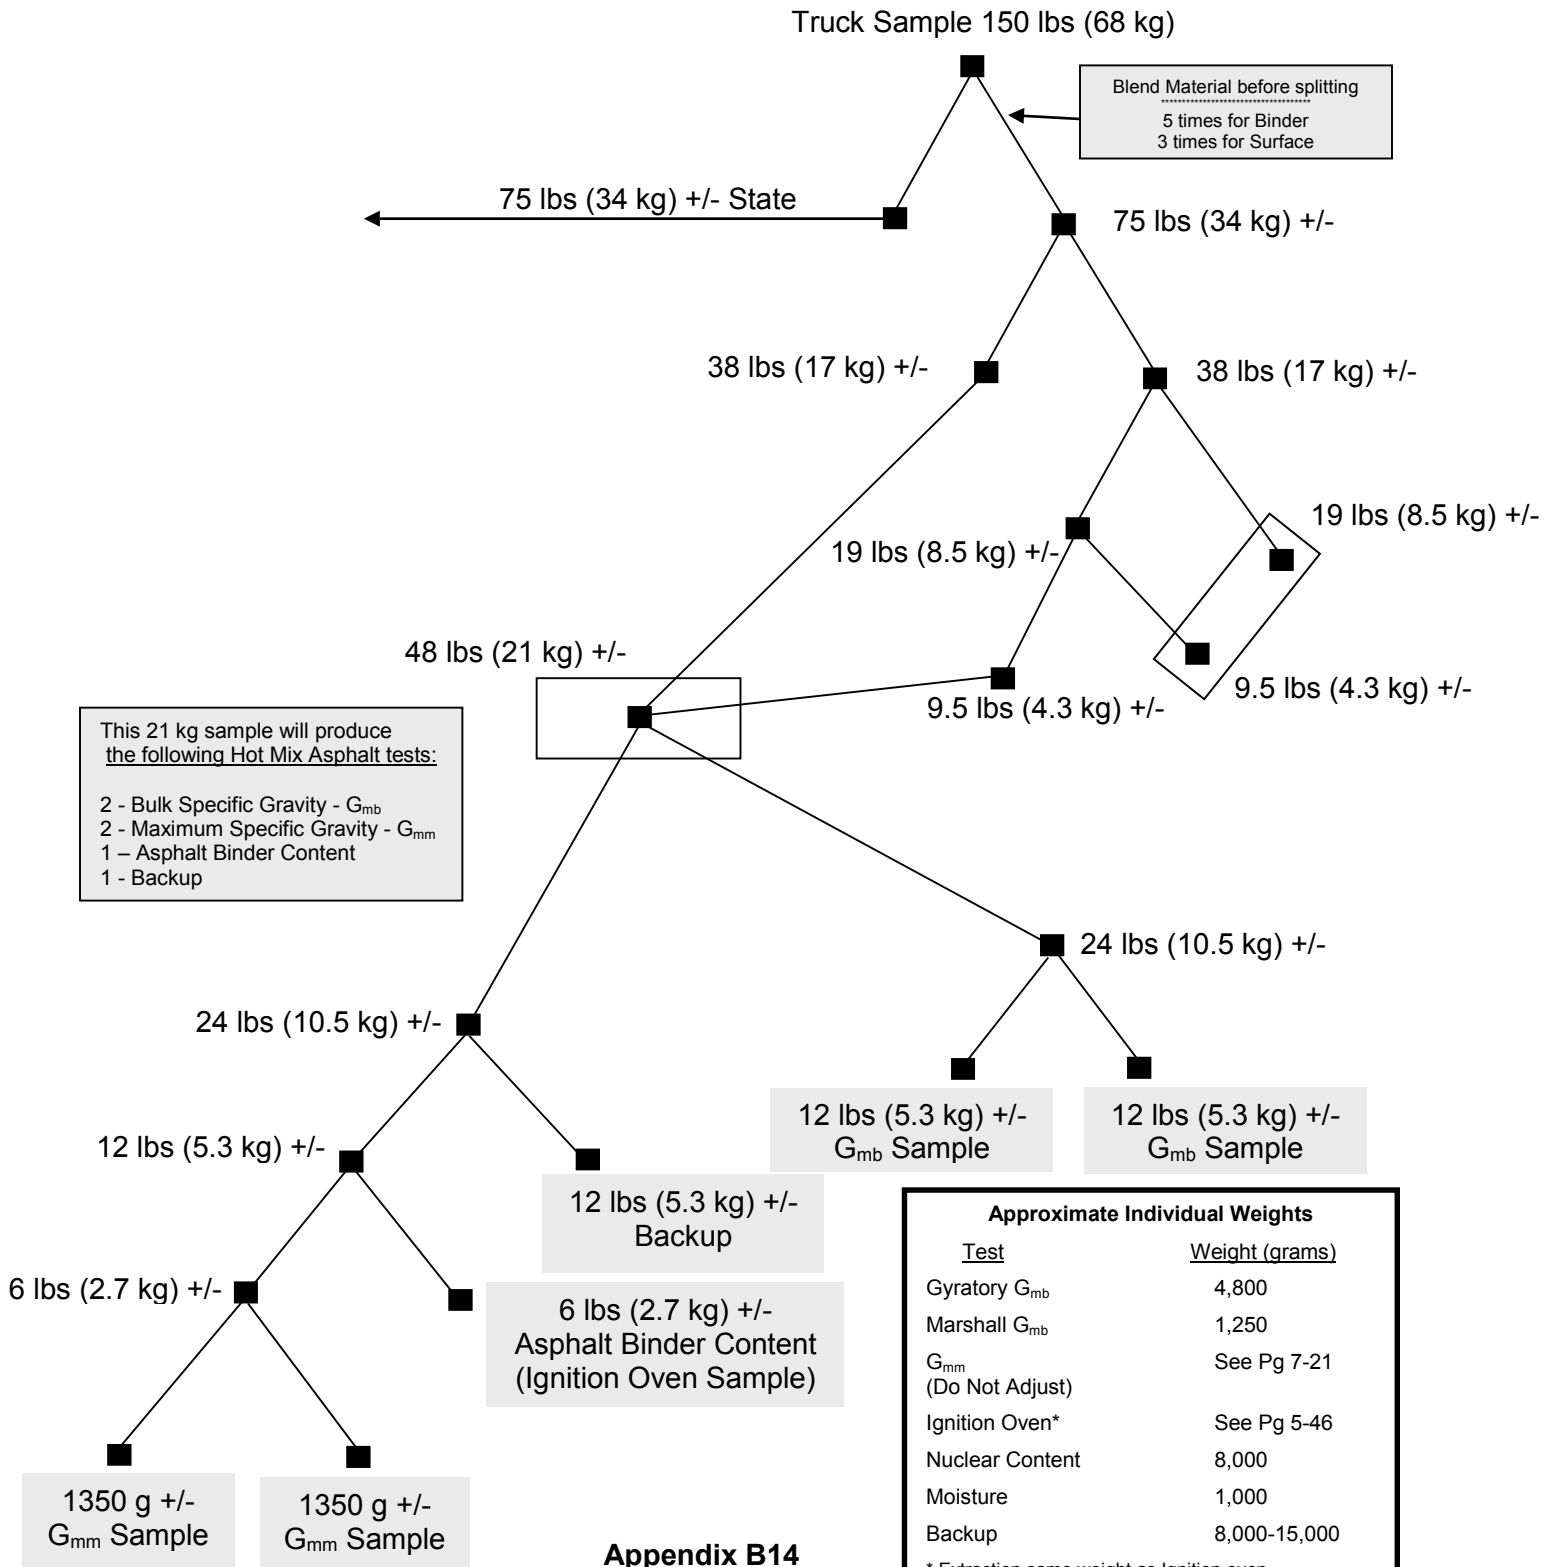 Truck Sample 150 lbs (68 kg)
Blend Material before splitting
************************************
5 times for Binder
3 times for Surface
75 lbs (34 kg) +/- State
75 lbs (34 kg) +/-
38 lbs (17 kg) +/-
38 lbs (17 kg) +/-
19 lbs (8.5 kg) +/-
19 lbs (8.5 kg) +/-
48 lbs (21 kg) +/-
9.5 lbs (4.3 kg) +/-
9.5 lbs (4.3 kg) +/-
This 21 kg sample will produce
the following Hot Mix Asphalt tests:
2 - Bulk Specific Gravity - Gmb
2 - Maximum Specific Gravity - Gmm
1 – Asphalt Binder Content
1 - Backup
24 lbs (10.5 kg) +/-
24 lbs (10.5 kg) +/-
12 lbs (5.3 kg) +/-
Gmb Sample
12 lbs (5.3 kg) +/-
Gmb Sample
12 lbs (5.3 kg) +/-
12 lbs (5.3 kg) +/-
Backup
6 lbs (2.7 kg) +/-
6 lbs (2.7 kg) +/-
Asphalt Binder Content
(Ignition Oven Sample)
1350 g +/-
Gmm Sample
1350 g +/-
Gmm Sample
Approximate Individual Weights
Test Weight (grams)
Gyratory Gmb 4,800
Marshall Gmb 1,250
Gmm See Pg 7-21
(Do Not Adjust)
Ignition Oven* See Pg 5-46
Nuclear Content 8,000
Moisture 1,000
Backup 8,000-15,000
* Extraction same weight as Ignition oven
Appendix B14